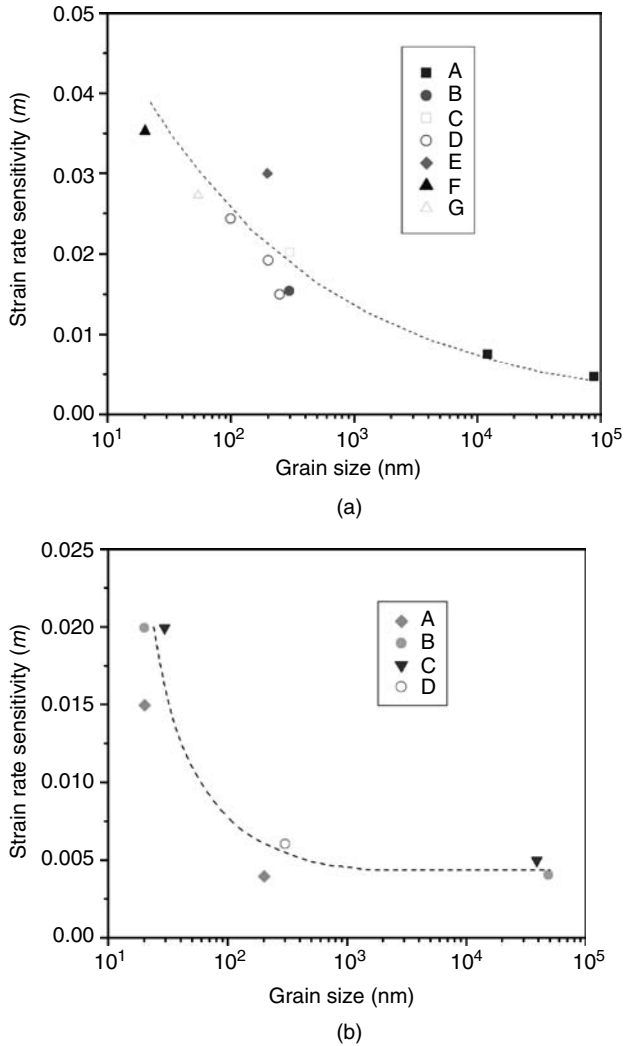 0.05
0.04
0.03
0.02
0.01
0.00
Strain rate sensitivity (m)
A
B
C
D
E
F
G
10¹ 10² 10³ 10⁴ 10⁵
Grain size (nm)
(a)
0.025
0.020
0.015
0.010
0.005
0.00
Strain rate sensitivity (m)
A
B
C
D
10¹ 10² 10³ 10⁴ 10⁵
Grain size (nm)
(b)